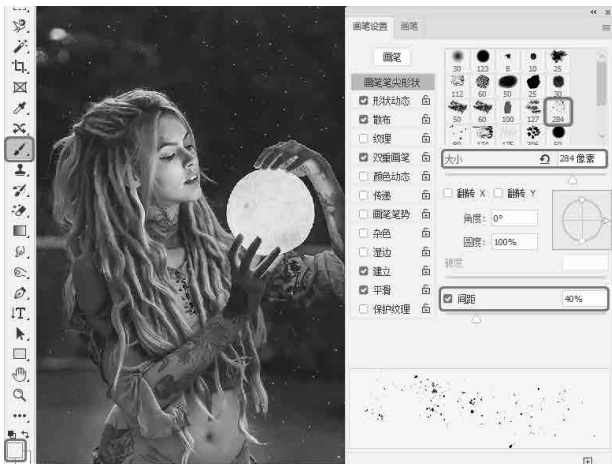 画笔设置 画笔
画笔
30 123 8 10 25
画笔笔尖形状
112 60 50 25 30
形状动态
50 60 100 127 284
散布
纹理
双重画笔
大小 284 像素
颜色动态
传递
翻转 X 翻转 Y
画笔笔势
角度: 0°
杂色
圆度: 100%
湿边
硬度
建立
平滑
间距 40%
保护纹理